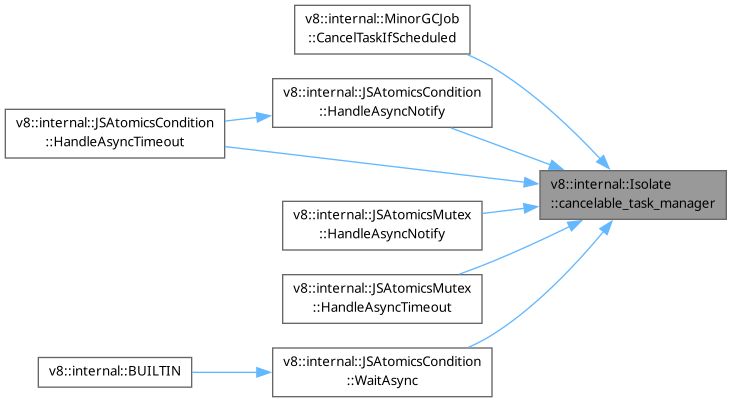 v8::internal::MinorGCJob
::CancelTaskIfScheduled
v8::internal::JSAtomicsCondition
::HandleAsyncNotify
v8::internal::JSAtomicsCondition
::HandleAsyncTimeout
v8::internal::Isolate
::cancelable_task_manager
v8::internal::JSAtomicsMutex
::HandleAsyncNotify
v8::internal::JSAtomicsMutex
::HandleAsyncTimeout
v8::internal::JSAtomicsCondition
::WaitAsync
v8::internal::BUILTIN